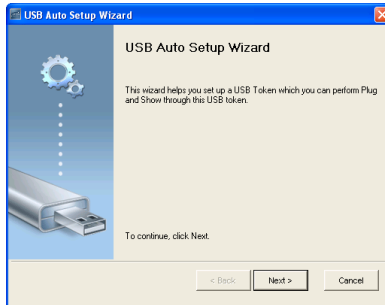 USB Auto Setup Wizard
USB Auto Setup Wizard
This wizard helps you set up a USB Token which you can perform Plug
and Show through this USB token.
To continue, click Next.
< Back
Next >
Cancel